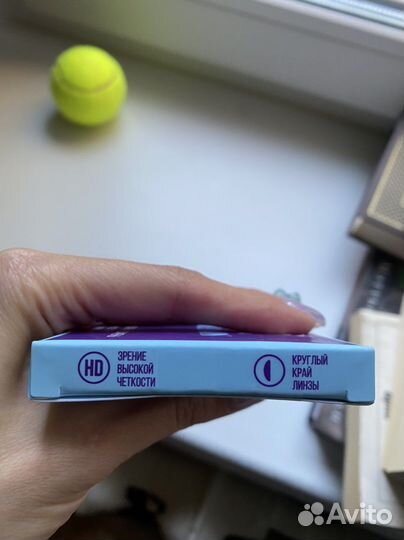 HD
ЗРЕНИЕ
ВЫСОКОЙ
ЧЕТКОСТИ
КРУГЛЫЙ
КРАЙ
ЛИНЗЫ
Avito